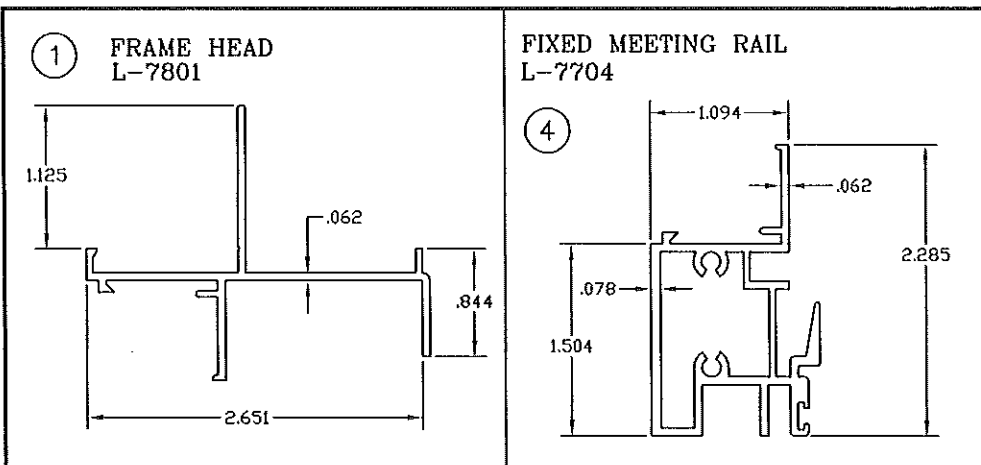 1
FRAME HEAD
L-7801
1.125
.062
.844
2.651
FIXED MEETING RAIL
L-7704
4
1.094
.062
2.285
.078
1.504